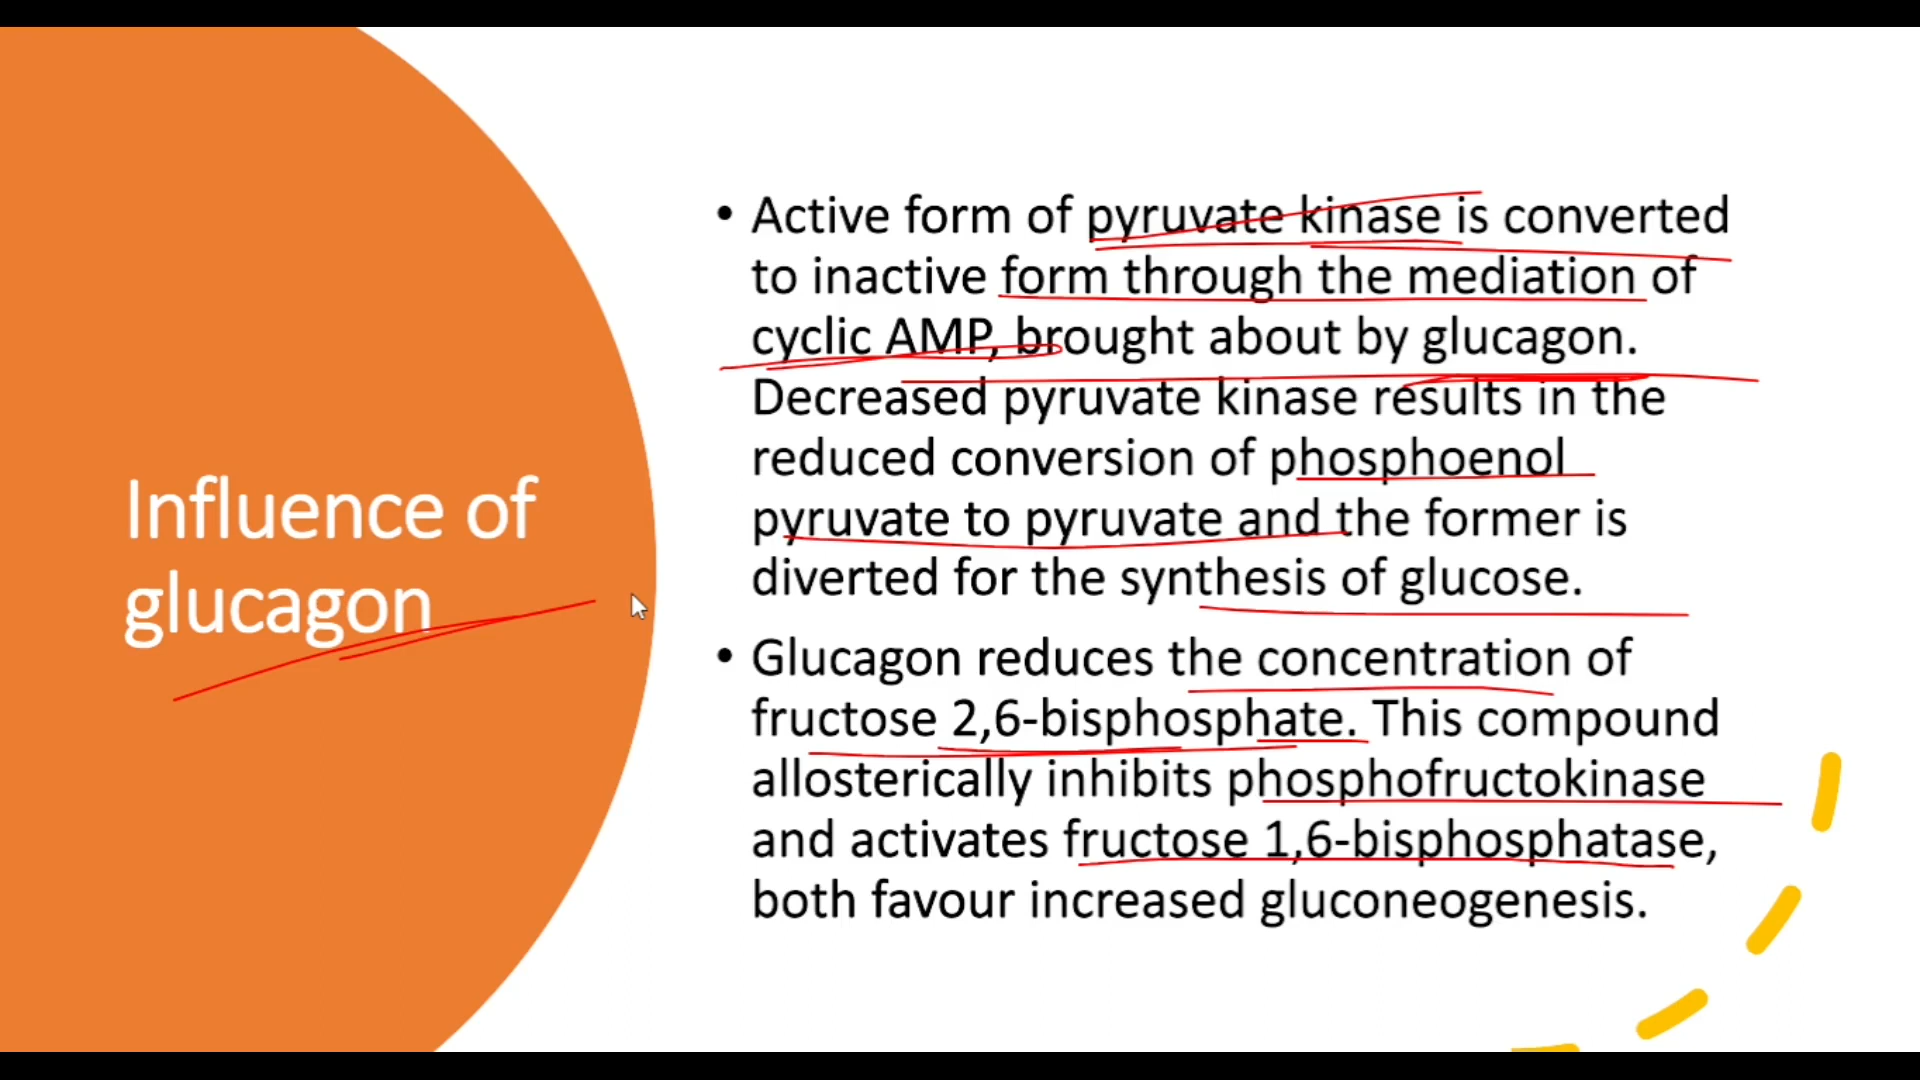 Influence of
glucagon
• Active form of pyruvate kinase is converted
to inactive form through the mediation of
cyclic AMP, brought about by glucagon.
Decreased pyruvate kinase results in the
reduced conversion of phosphoenol
pyruvate to pyruvate and the former is
diverted for the synthesis of glucose.
• Glucagon reduces the concentration of
fructose 2,6-bisphosphate. This compound
allosterically inhibits phosphofructokinase
and activates fructose 1,6-bisphosphatase,
both favour increased gluconeogenesis.